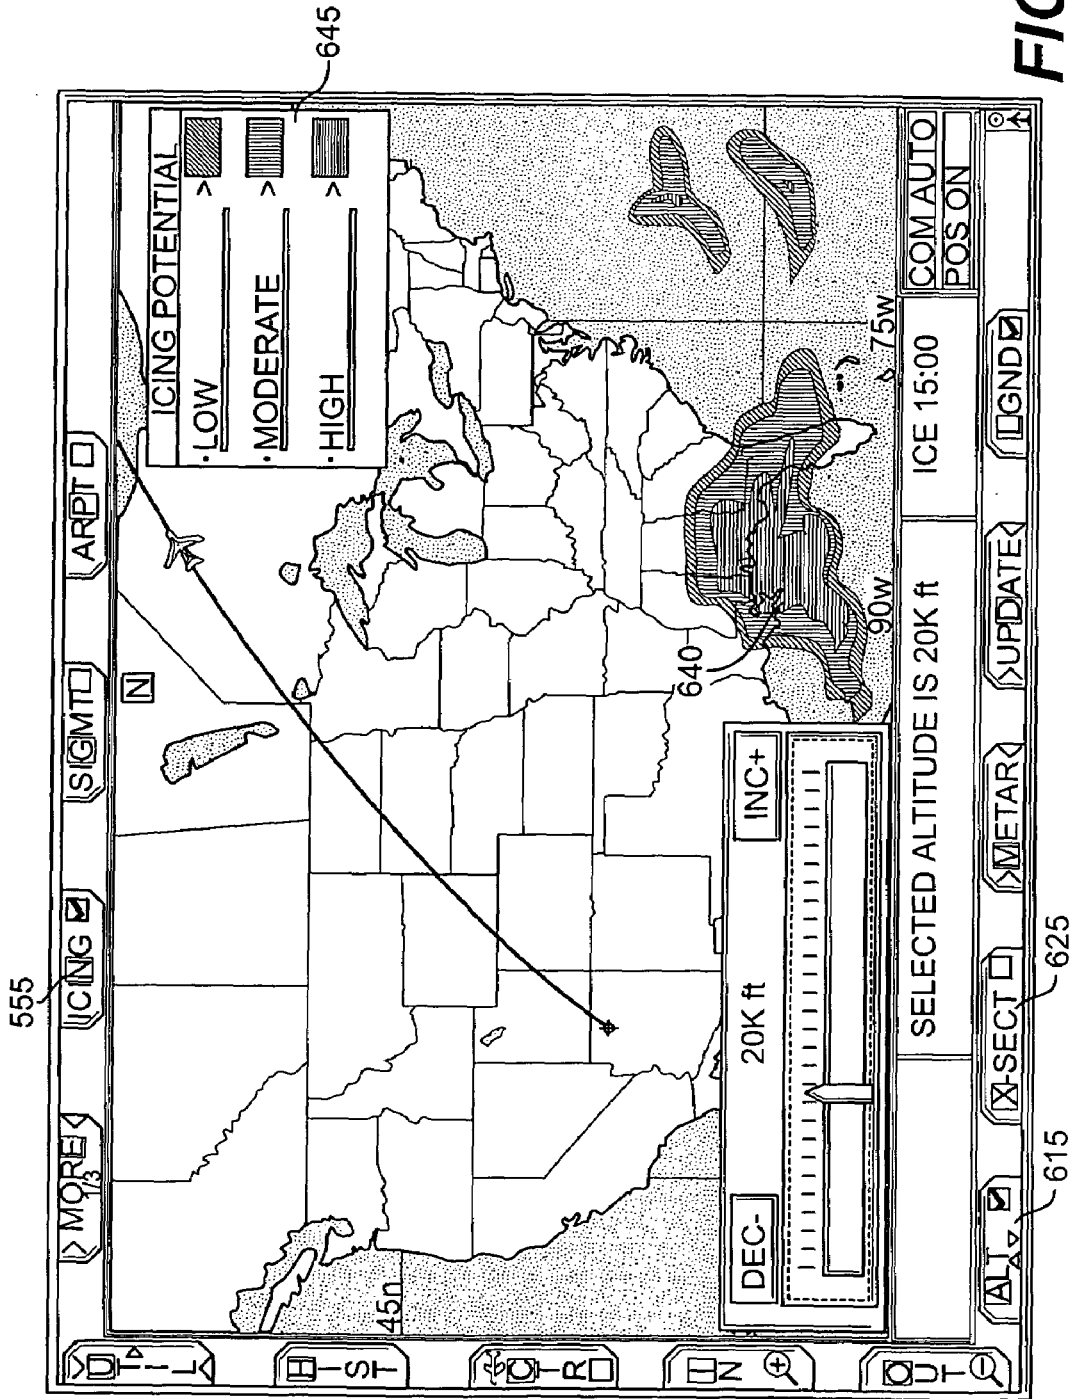 555
> MORE <
1/3
ICING
SIGMT
ARPT
UTIL
HIST
CTR
IN
OUT
N
ICING POTENTIAL
· LOW >
· MODERATE >
· HIGH >
645
45n
640
90w
75w
DEC-
20K ft
INC+
SELECTED ALTITUDE IS 20K ft
ICE 15:00
COM AUTO
POS ON
ALT
X-SECT
>METAR<
>UPDATE<
LGND
615
625